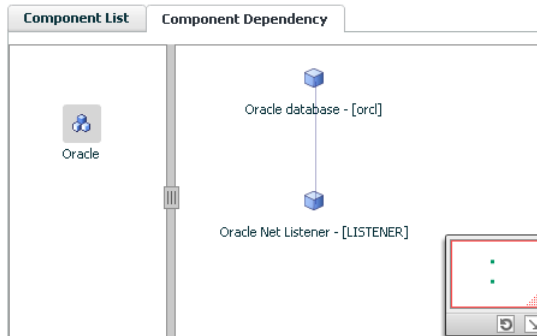 Component List
Component Dependency
Oracle
Oracle database - [orcl]
Oracle Net Listener - [LISTENER]